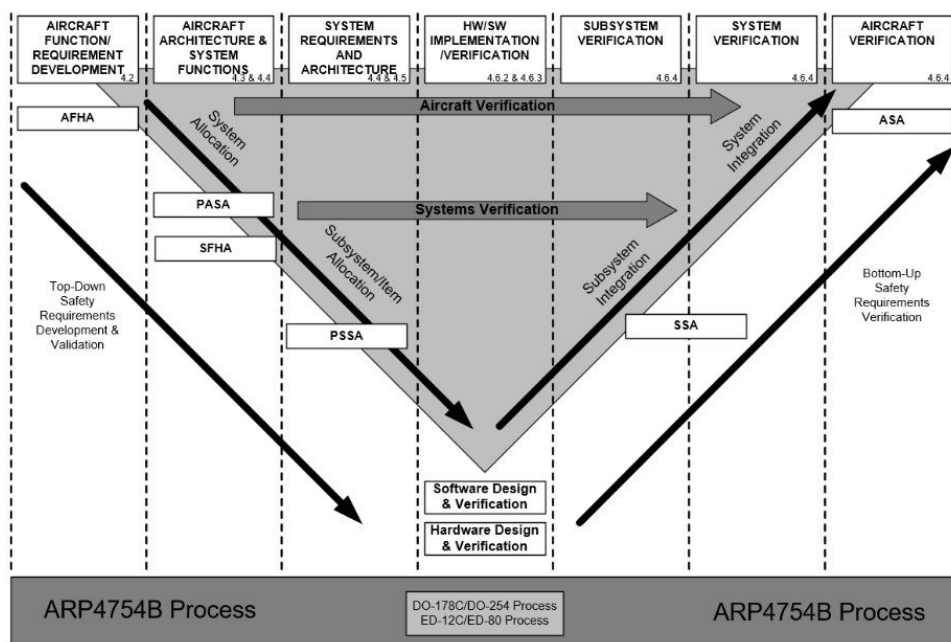 AIRCRAFT
FUNCTION/
REQUIREMENT
DEVELOPMENT
4.2
AIRCRAFT
ARCHITECTURE &
SYSTEM
FUNCTIONS
4.3 & 4.4
SYSTEM
REQUIREMENTS
AND
ARCHITECTURE
4.4 & 4.5
HW/SW
IMPLEMENTATION
/VERIFICATION
4.6.2 & 4.6.3
SUBSYSTEM
VERIFICATION
4.6.4
SYSTEM
VERIFICATION
4.6.4
AIRCRAFT
VERIFICATION
4.6.4
AFHA
System
Allocation
Aircraft Verification
System
Integration
ASA
PASA
SFHA
Systems Verification
Subsystem/Item
Allocation
Subsystem
Integration
Top-Down
Safety
Requirements
Development &
Validation
PSSA
SSA
Bottom-Up
Safety
Requirements
Verification
Software Design
& Verification
Hardware Design
& Verification
ARP4754B Process
DO-178C/DO-254 Process
ED-12C/ED-80 Process
ARP4754B Process